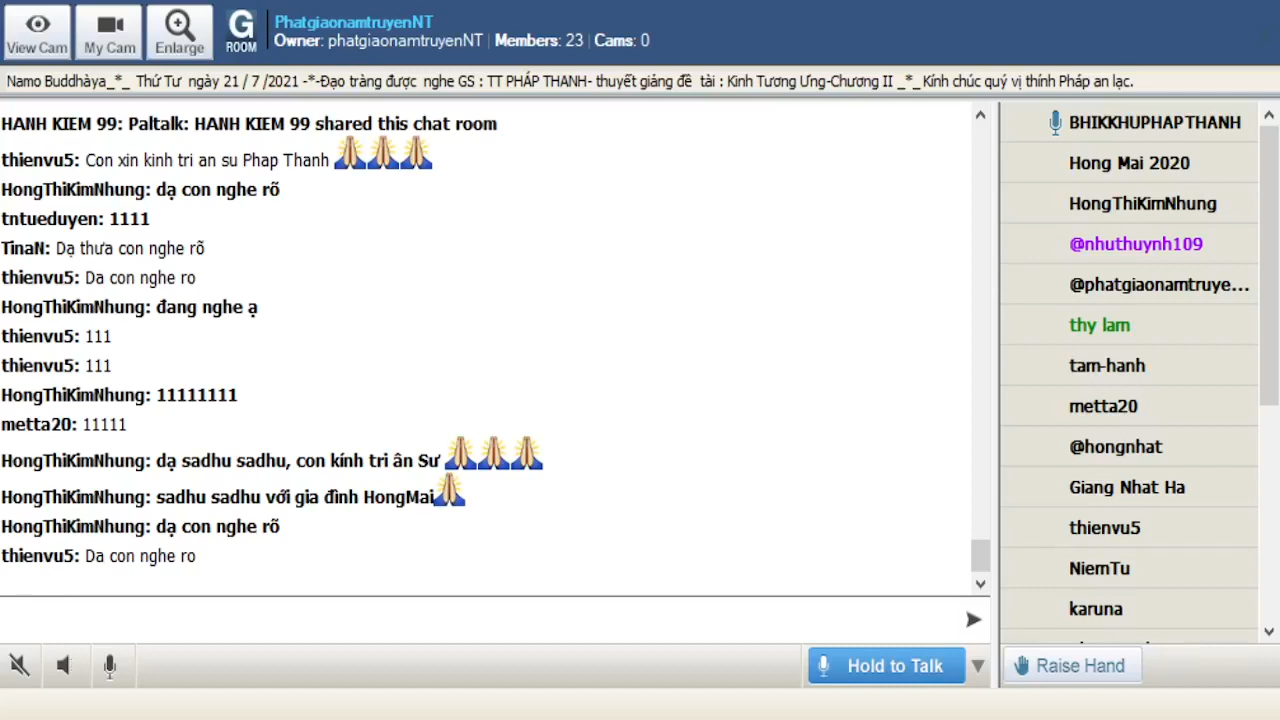 View Cam
My Cam
Enlarge
G
ROOM
PhatgiaonamtruyenNT
Owner: phatgiaonamtruyenNT | Members: 23 | Cams: 0
Namo Buddhàya_*_ Thứ Tư ngày 21 / 7 /2021 -*-Đạo tràng được nghe GS : TT PHÁP THANH- thuyết giảng đề tài : Kinh Tương Ưng-Chương II _*_Kính chúc quý vị thính Pháp an lạc.
HANH KIEM 99: Paltalk: HANH KIEM 99 shared this chat room
thienvu5: Con xin kinh tri an su Phap Thanh
HongThiKimNhung: dạ con nghe rõ
tntueduyen: 1111
TinaN: Dạ thưa con nghe rõ
thienvu5: Da con nghe ro
HongThiKimNhung: đang nghe ạ
thienvu5: 111
thienvu5: 111
HongThiKimNhung: 11111111
metta20: 11111
HongThiKimNhung: dạ sadhu sadhu, con kính tri ân Sư
HongThiKimNhung: sadhu sadhu với gia đình HongMai
HongThiKimNhung: dạ con nghe rõ
thienvu5: Da con nghe ro
BHIKKHUPHAPTHANH
Hong Mai 2020
HongThiKimNhung
@nhuthuynh109
@phatgiaonamtruye...
thy lam
tam-hanh
metta20
@hongnhat
Giang Nhat Ha
thienvu5
NiemTu
karuna
Hold to Talk
Raise Hand